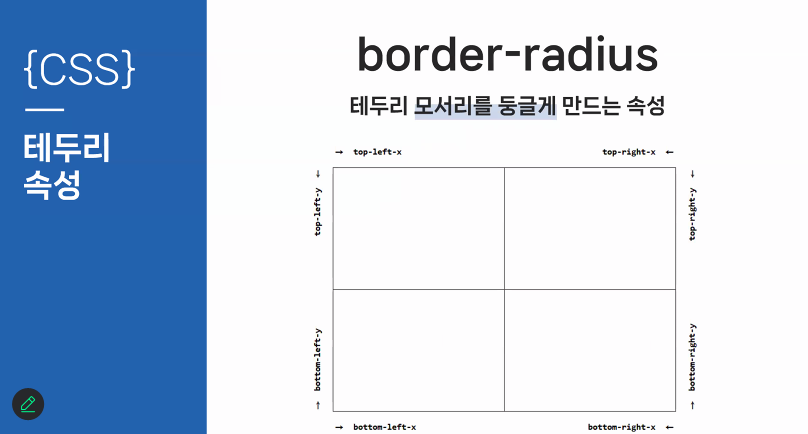 {CSS}
테두리
속성
border-radius
테두리 모서리를 둥글게 만드는 속성
→ top-left-x
top-right-x ←
top-left-y
top-right-y
bottom-left-y
bottom-right-y
→ bottom-left-x
bottom-right-x ←